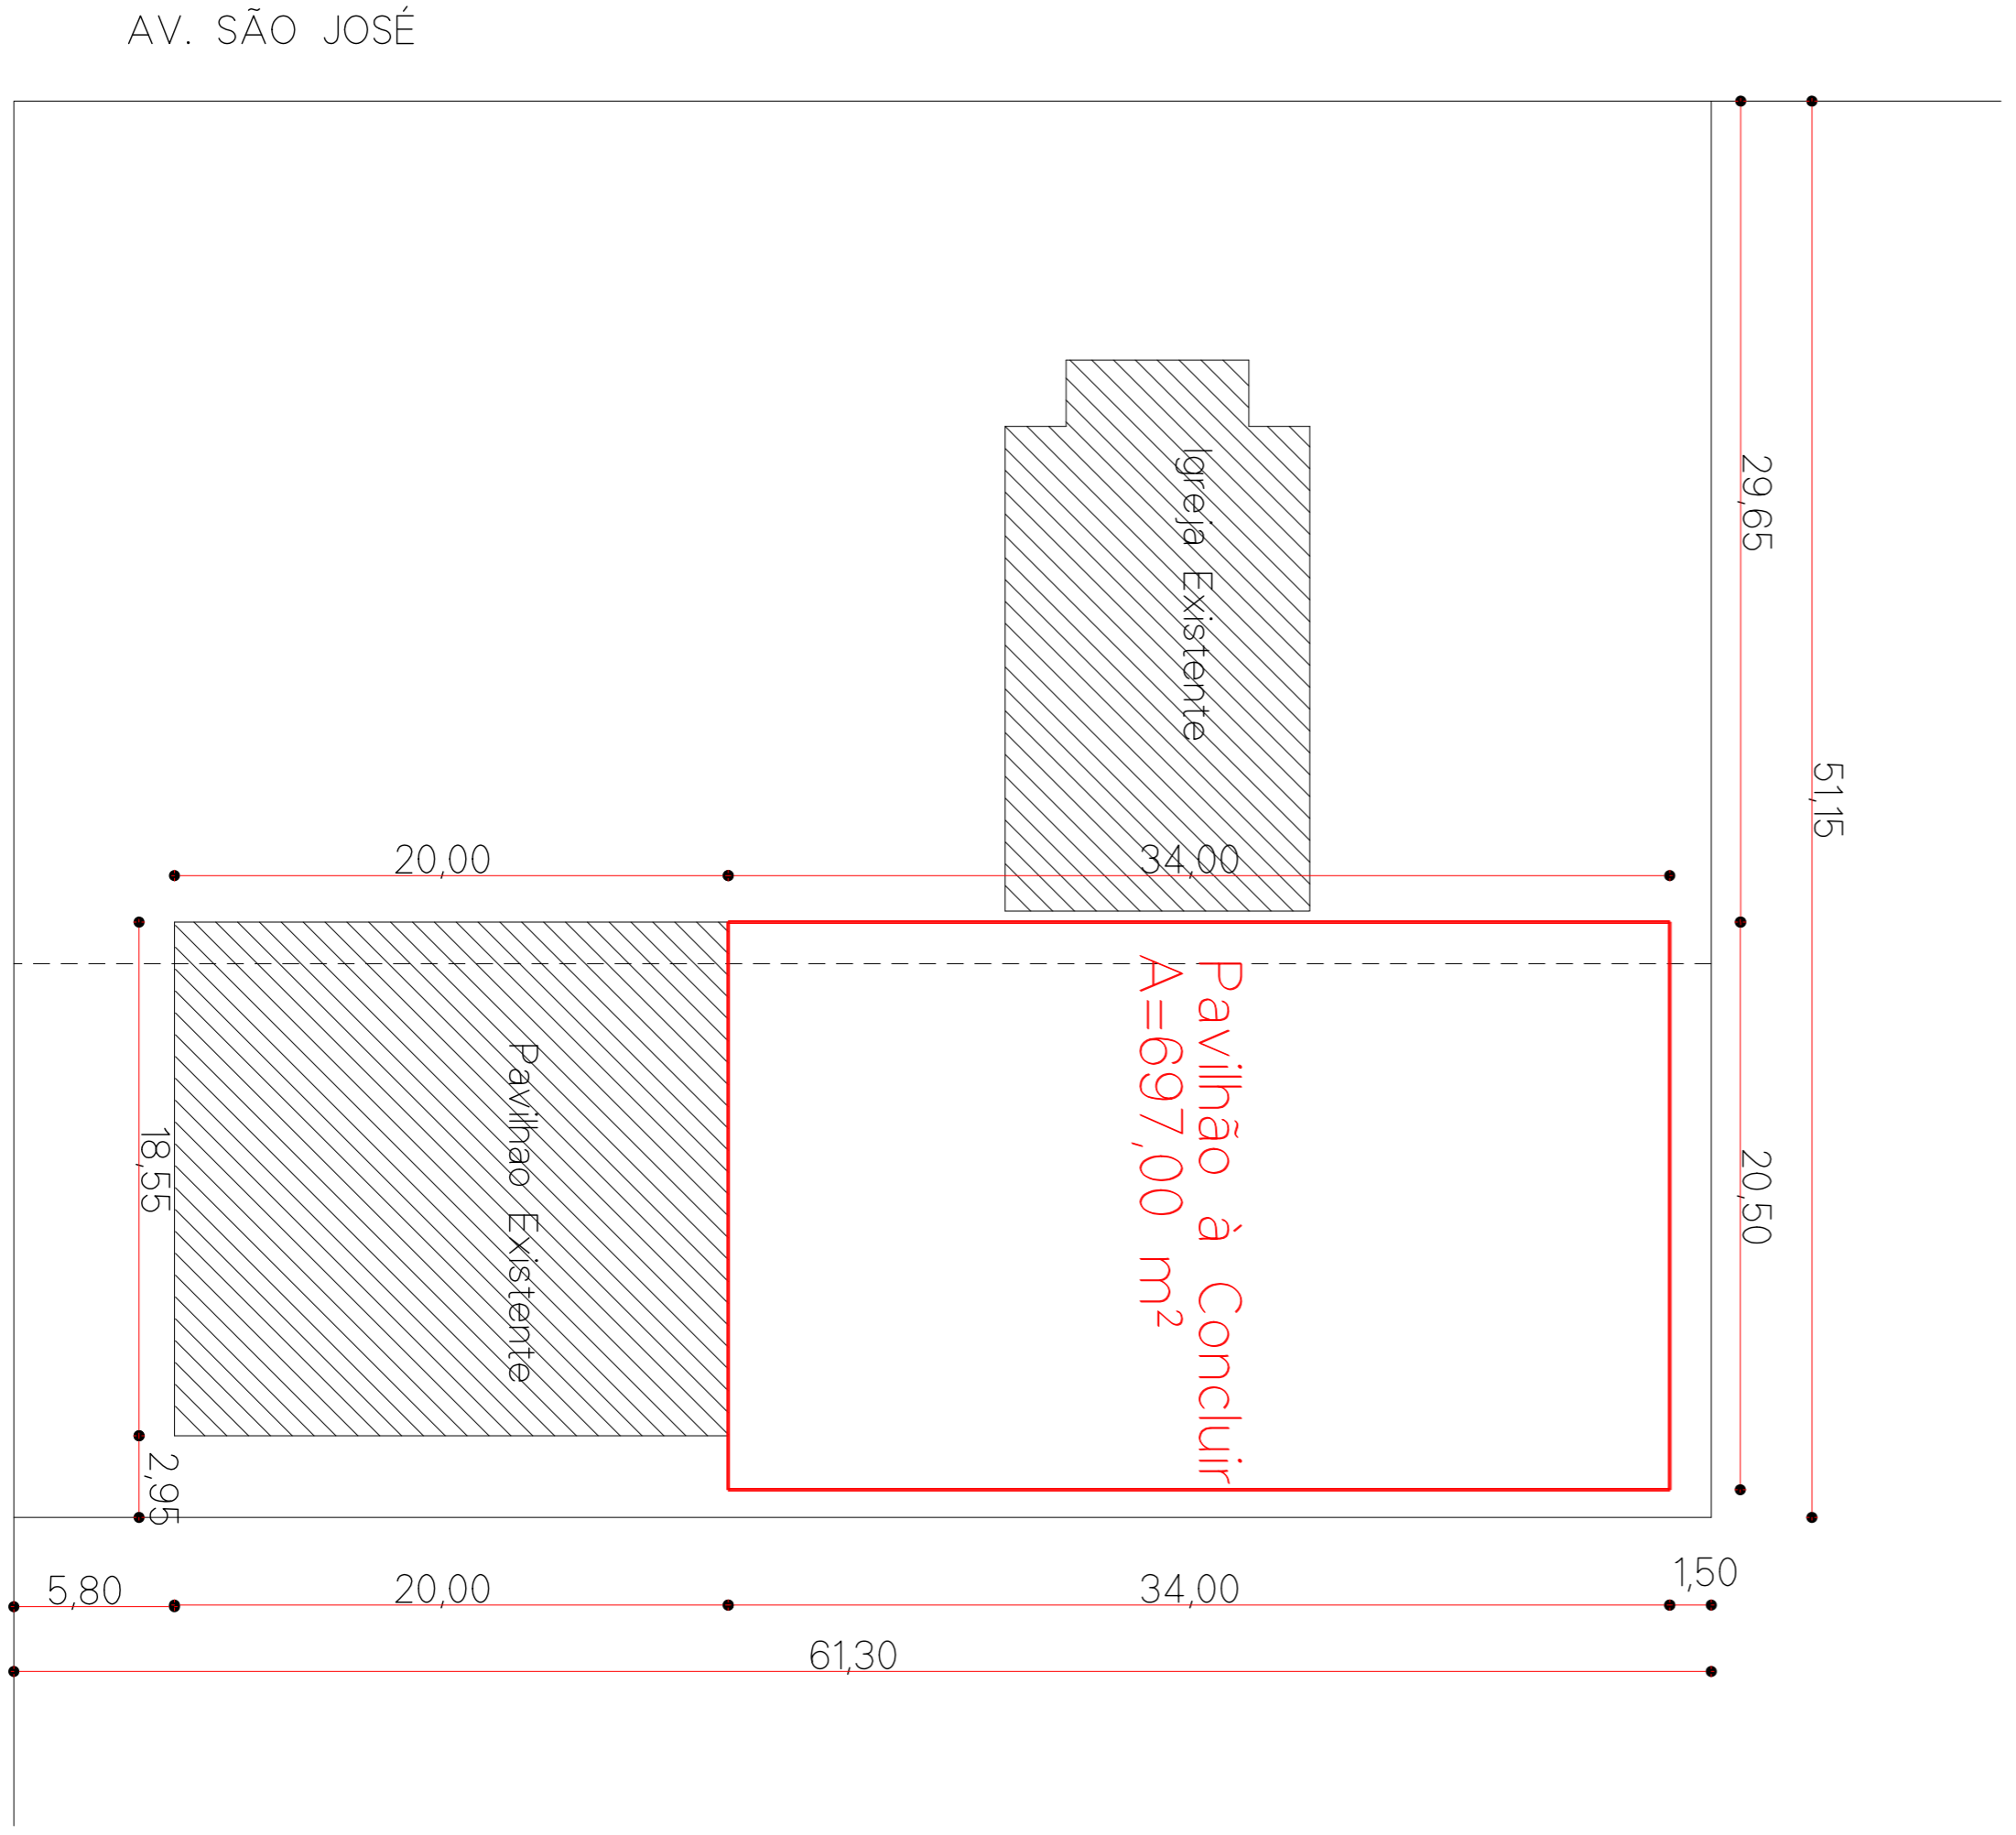 AV. SÃO JOSÉ
29,65
51,15
Igreja Existente
20,00
34,00
Pavilhão à Concluir
A=697,00 m²
Pavilhao Existente
18,55
20,50
2,95
5,80
20,00
34,00
1,50
61,30